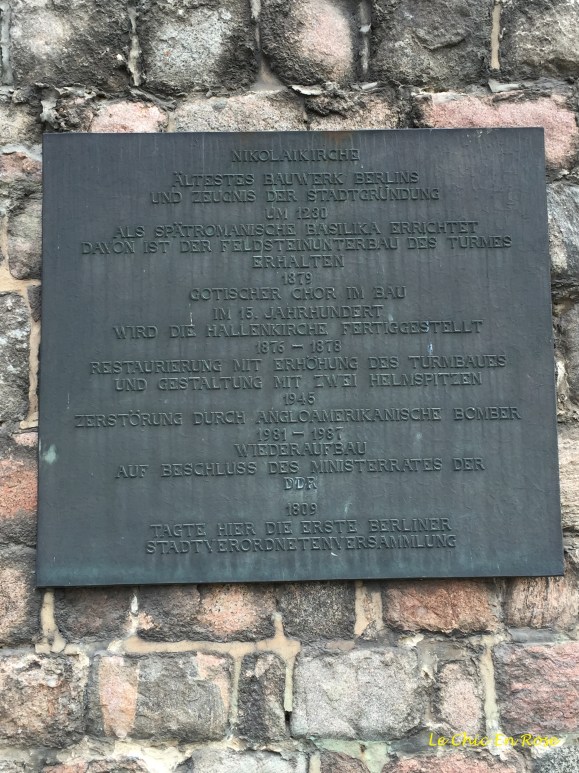 NIKOLAIKIRCHE
ÄLTESTES BAUWERK BERLINS
UND ZEUGNIS DER STADTGRÜNDUNG
UM 1230
ALS SPÄTROMANISCHE BASILIKA ERRICHTET
DAVON IST DER FELDSTEINUNTERBAU DES TURMES
ERHALTEN
1379
GOTISCHER CHOR IM BAU
IM 15. JAHRHUNDERT
WIRD DIE HALLENKIRCHE FERTIGGESTELLT
1876 – 1878
RESTAURIERUNG MIT ERHÖHUNG DES TURMBAUES
UND GESTALTUNG MIT ZWEI HELMSPITZEN
1945
ZERSTÖRUNG DURCH ANGLOAMERIKANISCHE BOMBER
1981 – 1987
WIEDERAUFBAU
AUF BESCHLUSS DES MINISTERRATES DER
DDR
1809
TAGTE HIER DIE ERSTE BERLINER
STADTVERORDNETENVERSAMMLUNG
Le Chic En Rose